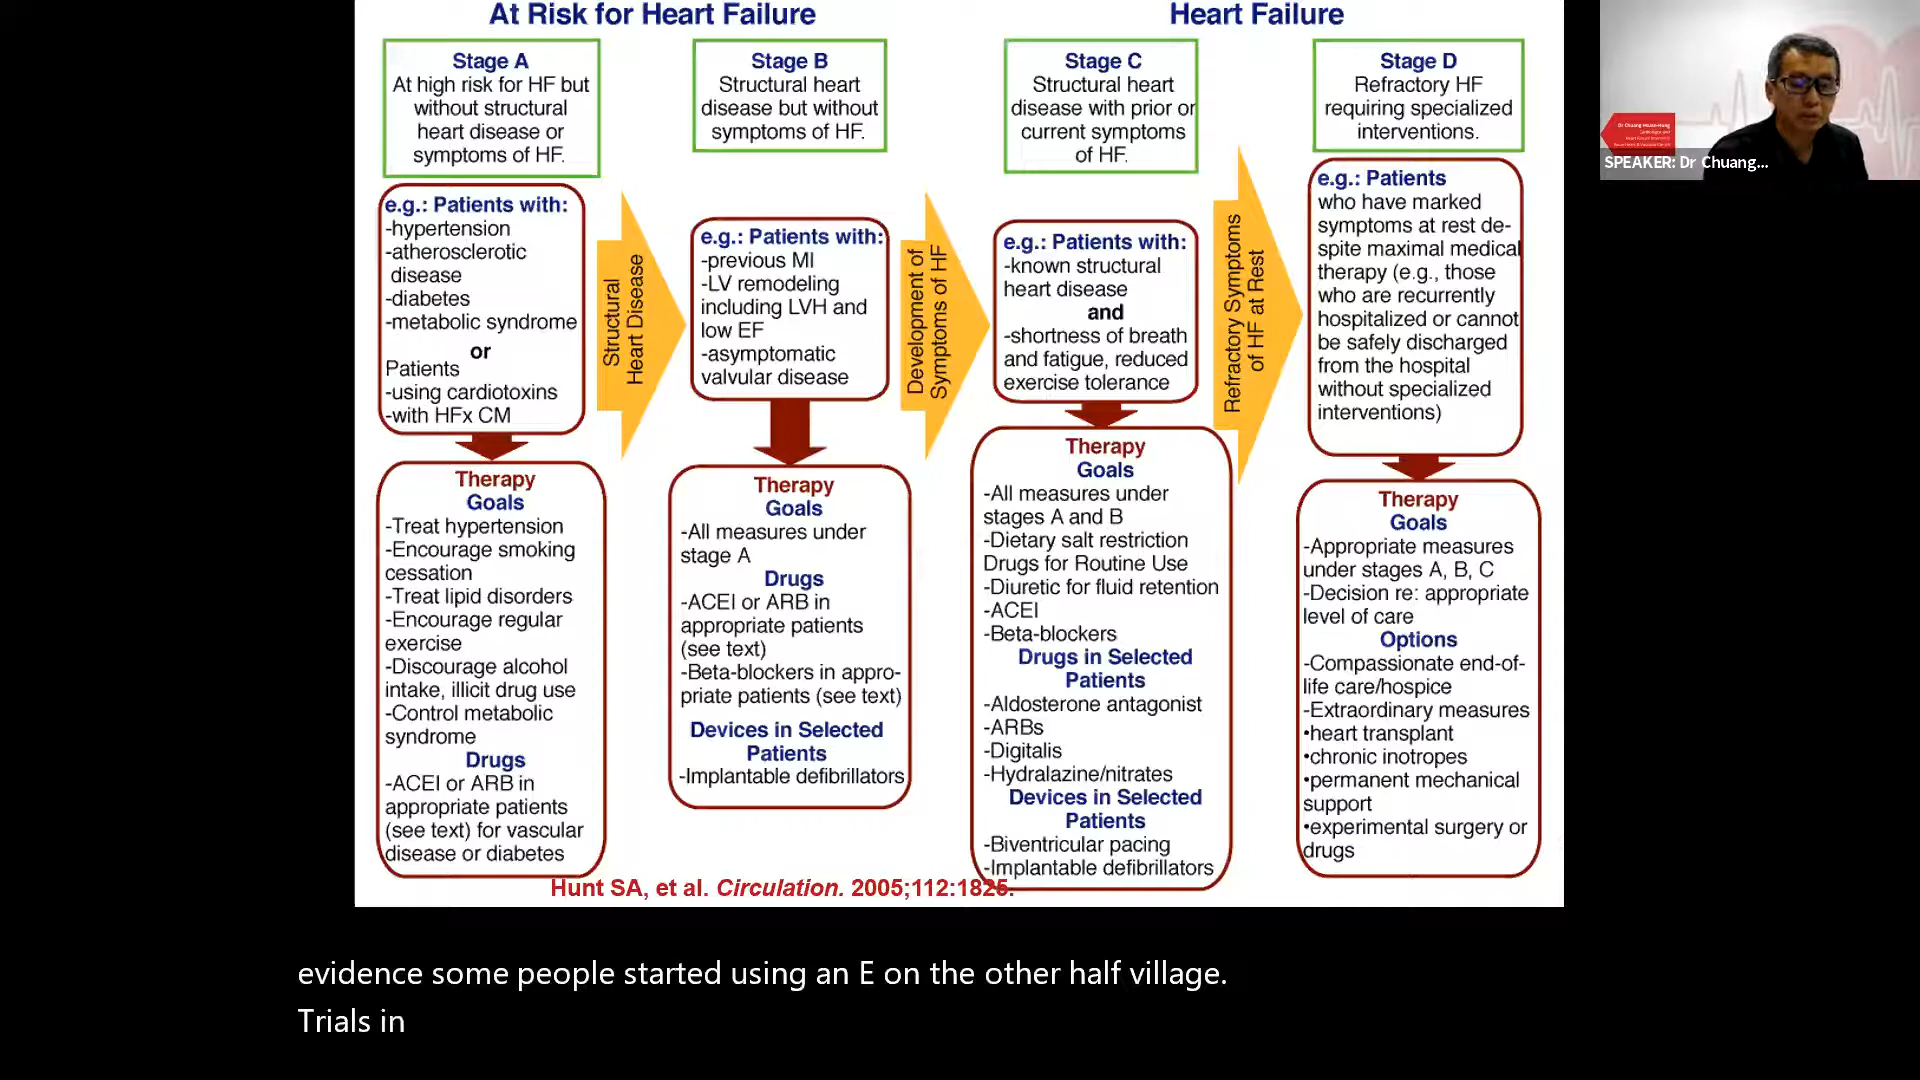 At Risk for Heart Failure
Heart Failure
Stage A
At high risk for HF but
without structural
heart disease or
symptoms of HF.
Stage B
Structural heart
disease but without
symptoms of HF.
Stage C
Structural heart
disease with prior or
current symptoms
of HF.
Stage D
Refractory HF
requiring specialized
interventions.
e.g.: Patients with:
-hypertension
-atherosclerotic
disease
-diabetes
-metabolic syndrome
or
Patients
-using cardiotoxins
-with HFx CM
Structural
Heart Disease
e.g.: Patients with:
-previous MI
-LV remodeling
including LVH and
low EF
-asymptomatic
valvular disease
Development of
Symptoms of HF
e.g.: Patients with:
-known structural
heart disease
and
-shortness of breath
and fatigue, reduced
exercise tolerance
Refractory Symptoms
of HF at Rest
e.g.: Patients
who have marked
symptoms at rest de-
spite maximal medical
therapy (e.g., those
who are recurrently
hospitalized or cannot
be safely discharged
from the hospital
without specialized
interventions)
Therapy
Goals
-Treat hypertension
-Encourage smoking
cessation
-Treat lipid disorders
-Encourage regular
exercise
-Discourage alcohol
intake, illicit drug use
-Control metabolic
syndrome
Drugs
-ACEI or ARB in
appropriate patients
(see text) for vascular
disease or diabetes
Therapy
Goals
-All measures under
stage A
Drugs
-ACEI or ARB in
appropriate patients
(see text)
-Beta-blockers in appro-
priate patients (see text)
Devices in Selected
Patients
-Implantable defibrillators
Therapy
Goals
-All measures under
stages A and B
-Dietary salt restriction
Drugs for Routine Use
-Diuretic for fluid retention
-ACEI
-Beta-blockers
Drugs in Selected
Patients
-Aldosterone antagonist
-ARBs
-Digitalis
-Hydralazine/nitrates
Devices in Selected
Patients
-Biventricular pacing
-Implantable defibrillators
Therapy
Goals
-Appropriate measures
under stages A, B, C
-Decision re: appropriate
level of care
Options
-Compassionate end-of-
life care/hospice
-Extraordinary measures
•heart transplant
•chronic inotropes
•permanent mechanical
support
•experimental surgery or
drugs
Hunt SA, et al. Circulation. 2005;112:1825.
SPEAKER: Dr Chuang...
evidence some people started using an E on the other half village.
Trials in